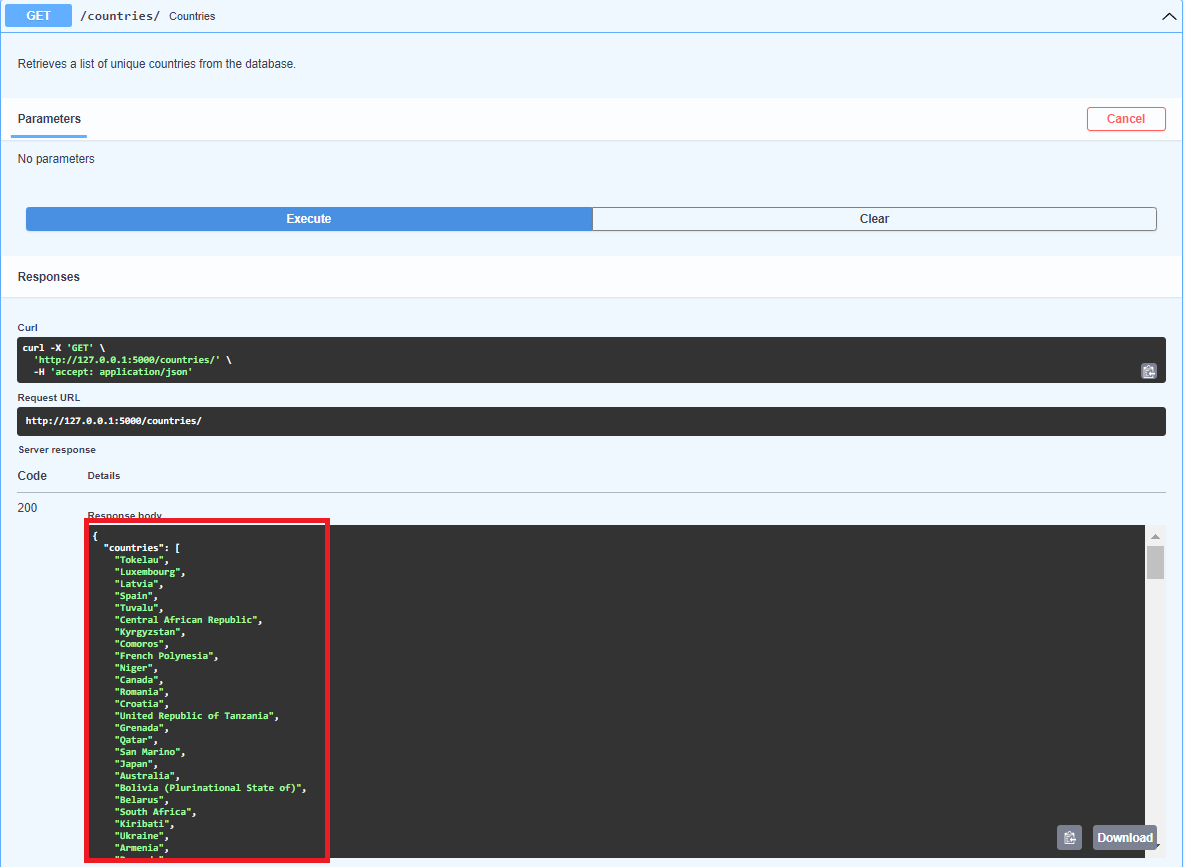 GET /countries/ Countries
Retrieves a list of unique countries from the database.
Parameters
Cancel
No parameters
Execute
Clear
Responses
Curl
curl -X 'GET' \
'http://127.0.0.1:5000/countries/' \
-H 'accept: application/json'
Request URL
http://127.0.0.1:5000/countries/
Server response
Code Details
200
Response body
{
"countries": [
"Tokelau",
"Luxembourg",
"Latvia",
"Spain",
"Tuvalu",
"Central African Republic",
"Kyrgyzstan",
"Comoros",
"French Polynesia",
"Niger",
"Canada",
"Romania",
"Croatia",
"United Republic of Tanzania",
"Grenada",
"Qatar",
"San Marino",
"Japan",
"Australia",
"Bolivia (Plurinational State of)",
"Belarus",
"South Africa",
"Kiribati",
"Ukraine",
"Armenia",
Download